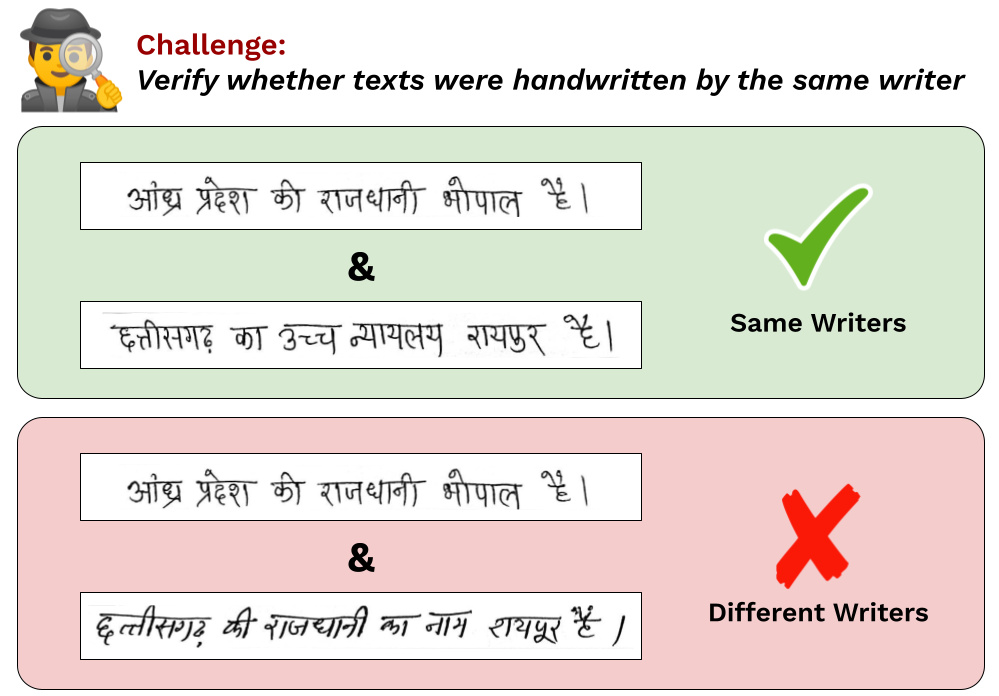 Challenge:
Verify whether texts were handwritten by the same writer
आंध्र प्रदेश की राजधानी भोपाल है।
&
छत्तीसगढ़ का उच्च न्यायलय रायपुर है।
Same Writers
आंध्र प्रदेश की राजधानी भोपाल है।
&
छत्तीसगढ़ की राजधानी का नाम रायपूर हैं ।
Different Writers